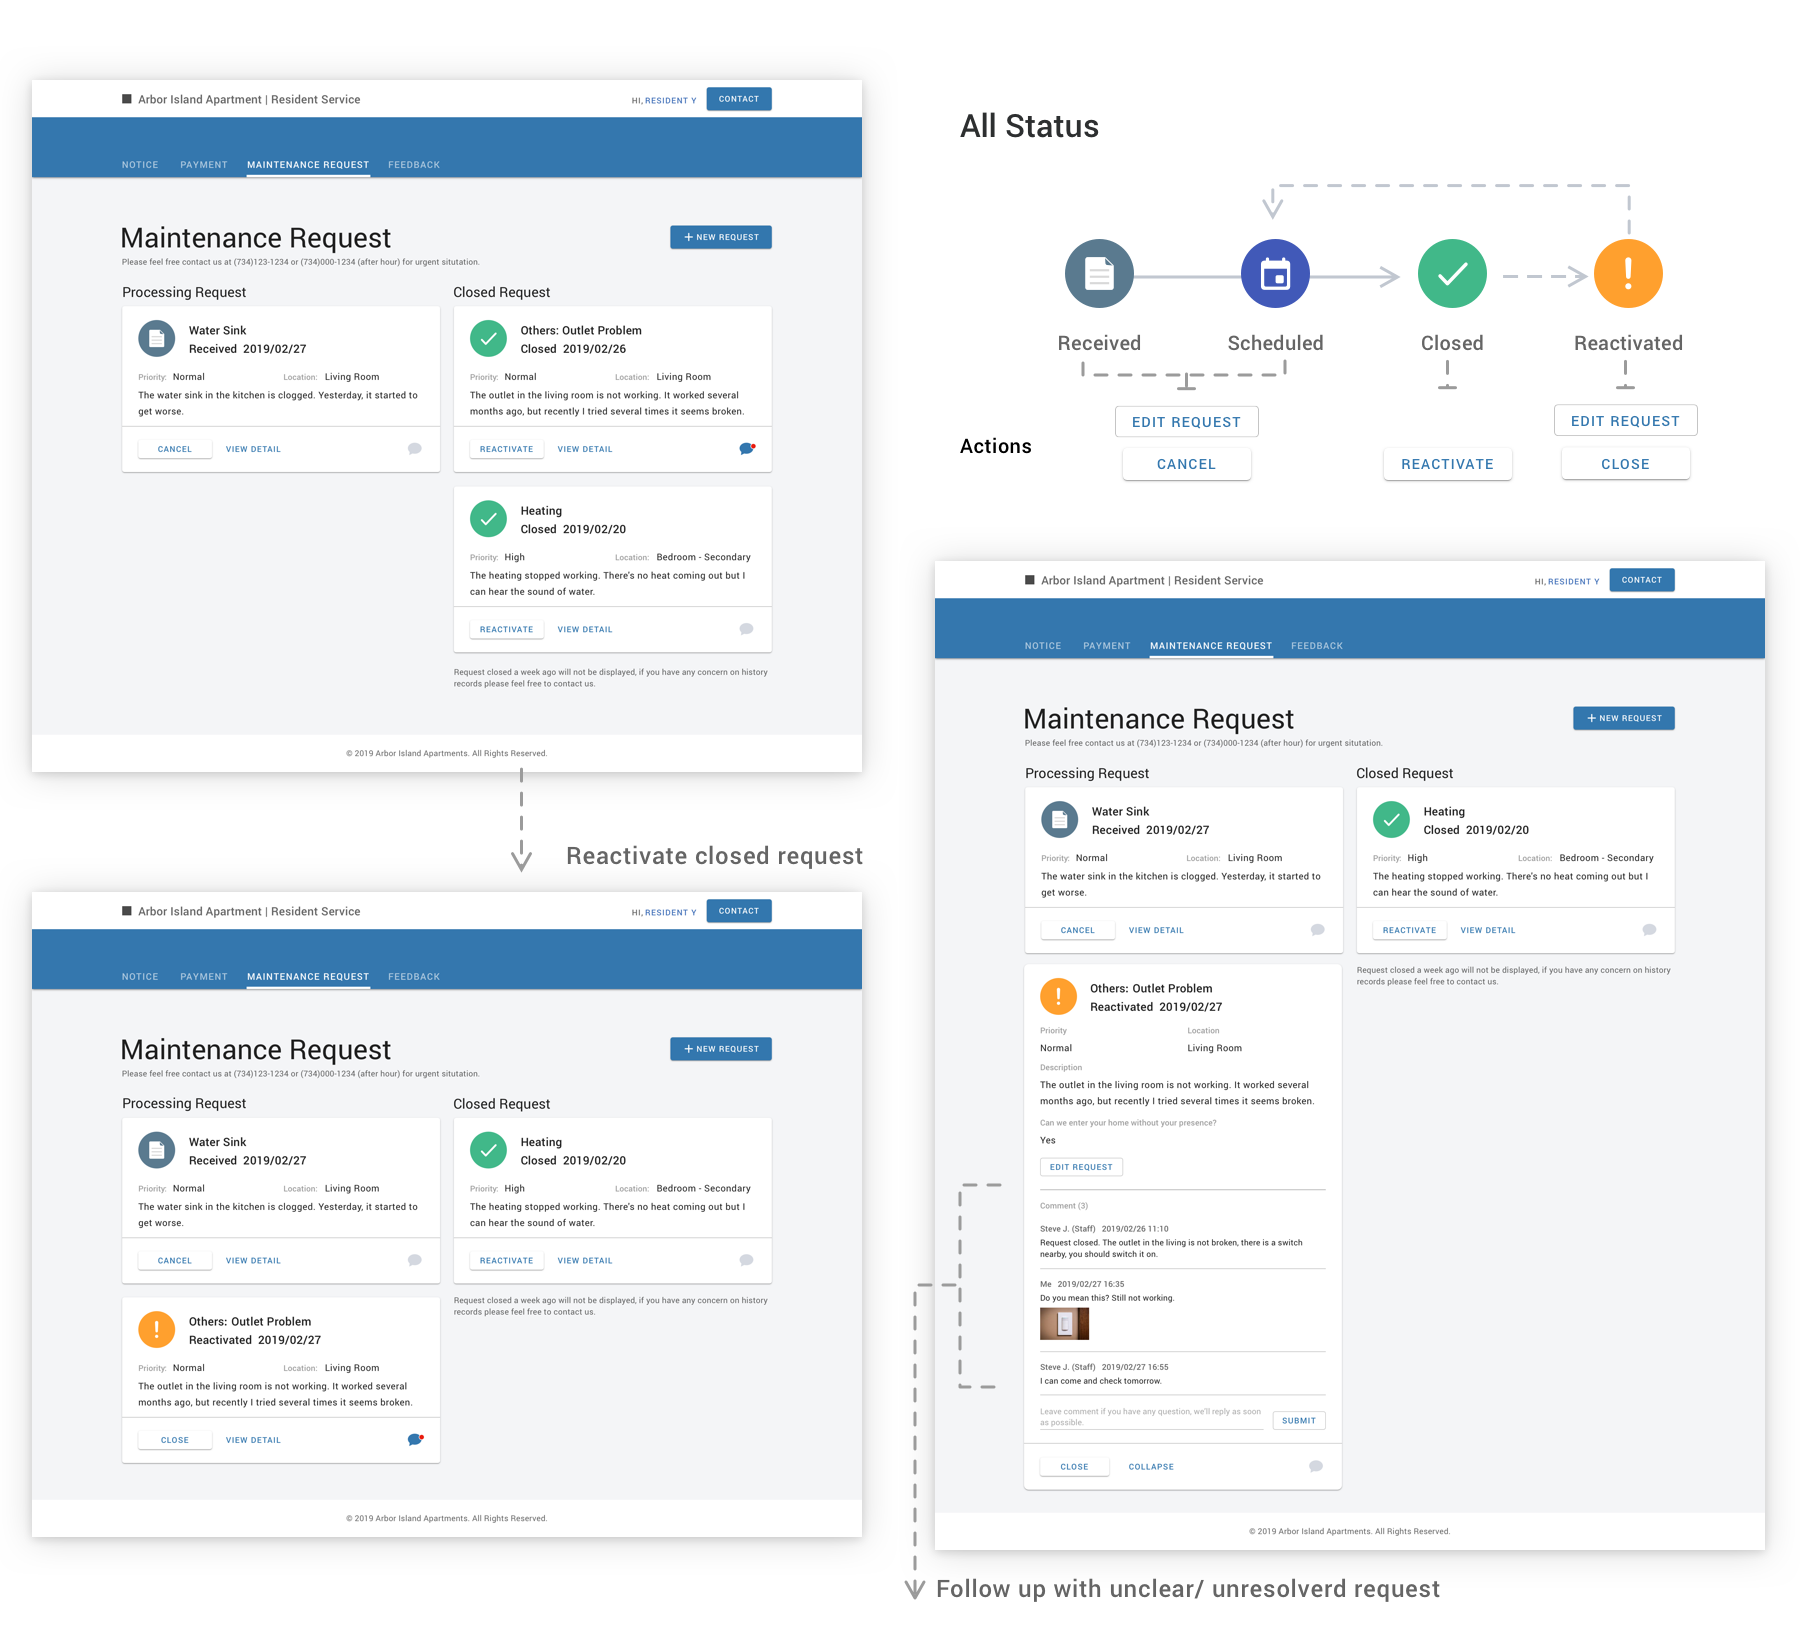 Arbor Island Apartment | Resident Service
HI, RESIDENT Y
CONTACT
NOTICE
PAYMENT
MAINTENANCE REQUEST
FEEDBACK
Maintenance Request
+ NEW REQUEST
Please feel free contact us at (734)123-1234 or (734)000-1234 (after hour) for urgent situtation.
Processing Request
Water Sink
Received 2019/02/27
Priority: Normal
Location: Living Room
The water sink in the kitchen is clogged. Yesterday, it started to
get worse.
CANCEL
VIEW DETAIL
Closed Request
Others: Outlet Problem
Closed 2019/02/26
Priority: Normal
Location: Living Room
The outlet in the living room is not working. It worked several
months ago, but recently I tried several times it seems broken.
REACTIVATE
VIEW DETAIL
Heating
Closed 2019/02/20
Priority: High
Location: Bedroom - Secondary
The heating stopped working. There's no heat coming out but I
can hear the sound of water.
REACTIVATE
VIEW DETAIL
Request closed a week ago will not be displayed, if you have any concern on history
records please feel free to contact us.
© 2019 Arbor Island Apartments. All Rights Reserved.
Reactivate closed request
Arbor Island Apartment | Resident Service
HI, RESIDENT Y
CONTACT
NOTICE
PAYMENT
MAINTENANCE REQUEST
FEEDBACK
Maintenance Request
+ NEW REQUEST
Please feel free contact us at (734)123-1234 or (734)000-1234 (after hour) for urgent situtation.
Processing Request
Water Sink
Received 2019/02/27
Priority: Normal
Location: Living Room
The water sink in the kitchen is clogged. Yesterday, it started to
get worse.
CANCEL
VIEW DETAIL
Others: Outlet Problem
Reactivated 2019/02/27
Priority: Normal
Location: Living Room
The outlet in the living room is not working. It worked several
months ago, but recently I tried several times it seems broken.
CLOSE
VIEW DETAIL
Closed Request
Heating
Closed 2019/02/20
Priority: High
Location: Bedroom - Secondary
The heating stopped working. There's no heat coming out but I
can hear the sound of water.
REACTIVATE
VIEW DETAIL
Request closed a week ago will not be displayed, if you have any concern on history
records please feel free to contact us.
© 2019 Arbor Island Apartments. All Rights Reserved.
All Status
Received
Scheduled
Closed
Reactivated
Actions
EDIT REQUEST
CANCEL
REACTIVATE
EDIT REQUEST
CLOSE
Arbor Island Apartment | Resident Service
HI, RESIDENT Y
CONTACT
NOTICE
PAYMENT
MAINTENANCE REQUEST
FEEDBACK
Maintenance Request
+ NEW REQUEST
Please feel free contact us at (734)123-1234 or (734)000-1234 (after hour) for urgent situtation.
Processing Request
Water Sink
Received 2019/02/27
Priority: Normal
Location: Living Room
The water sink in the kitchen is clogged. Yesterday, it started to
get worse.
CANCEL
VIEW DETAIL
Others: Outlet Problem
Reactivated 2019/02/27
Priority
Location
Normal
Living Room
Description
The outlet in the living room is not working. It worked several
months ago, but recently I tried several times it seems broken.
Can we enter your home without your presence?
Yes
EDIT REQUEST
Comment (3)
Steve J. (Staff) 2019/02/26 11:10
Request closed. The outlet in the living is not broken, there is a switch
nearby, you should switch it on.
Me 2019/02/27 16:35
Do you mean this? Still not working.
Steve J. (Staff) 2019/02/27 16:55
I can come and check tomorrow.
Leave comment if you have any question, we'll reply as soon
as possible.
SUBMIT
CLOSE
COLLAPSE
Closed Request
Heating
Closed 2019/02/20
Priority: High
Location: Bedroom - Secondary
The heating stopped working. There's no heat coming out but I
can hear the sound of water.
REACTIVATE
VIEW DETAIL
Request closed a week ago will not be displayed, if you have any concern on history
records please feel free to contact us.
© 2019 Arbor Island Apartments. All Rights Reserved.
Follow up with unclear/ unresolverd request